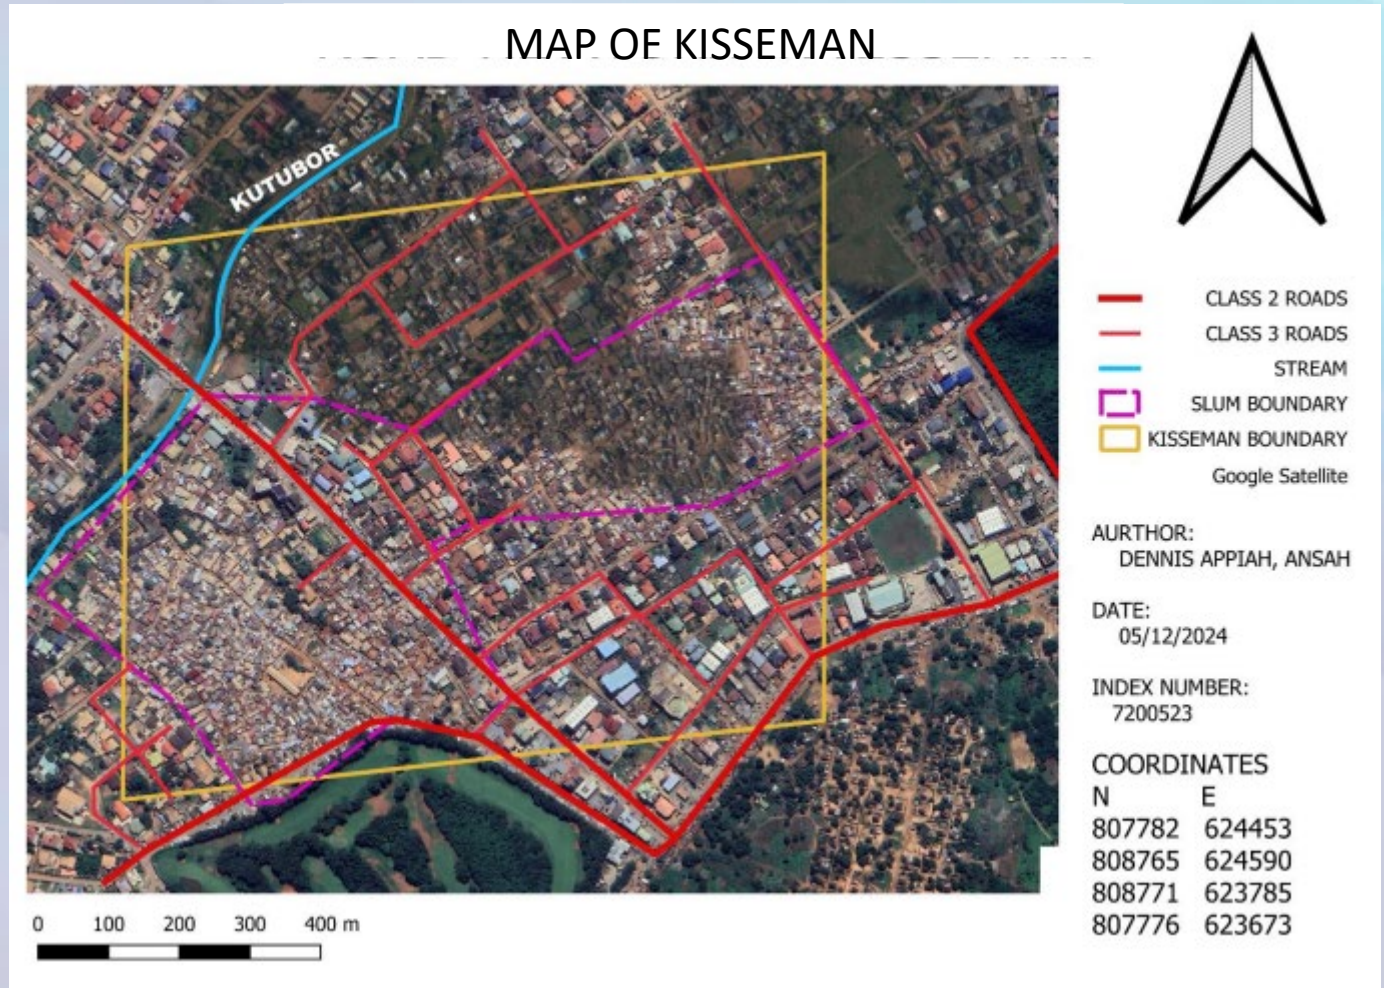 MAP OF KISSEMAN
KUTUBOR
CLASS 2 ROADS
CLASS 3 ROADS
STREAM
SLUM BOUNDARY
KISSEMAN BOUNDARY
Google Satellite
AURTHOR:
DENNIS APPIAH, ANSAH
DATE:
05/12/2024
INDEX NUMBER:
7200523
COORDINATES
N E
807782 624453
808765 624590
808771 623785
807776 623673
0 100 200 300 400 m